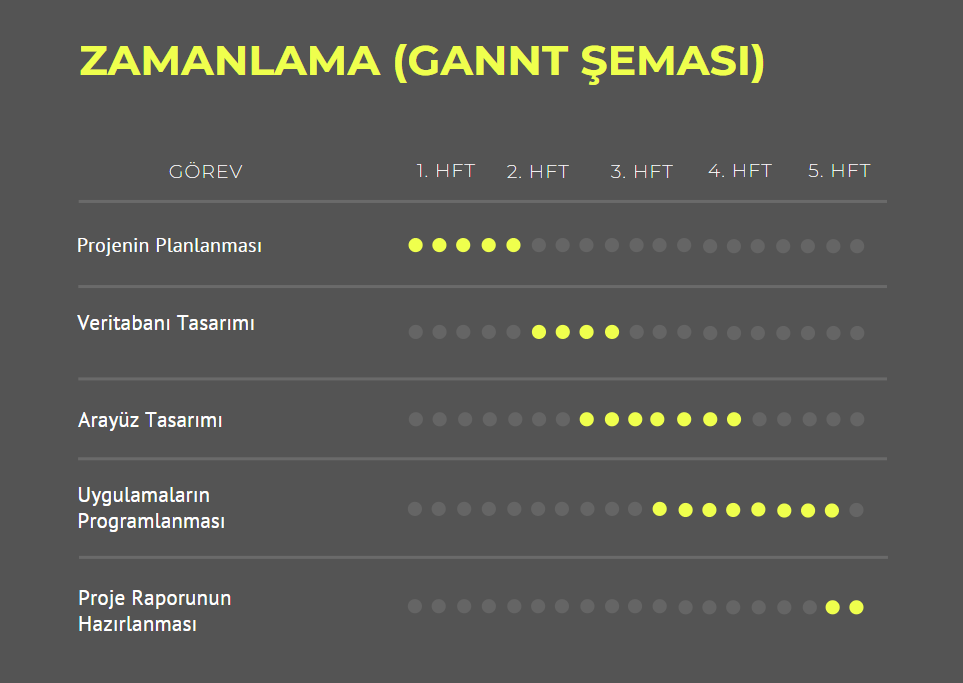 ZAMANLAMA (GANNT ŞEMASI)
GÖREV 1. HFT 2. HFT 3. HFT 4. HFT 5. HFT
Projenin Planlanması
Veritabanı Tasarımı
Arayüz Tasarımı
Uygulamaların
Programlanması
Proje Raporunun
Hazırlanması